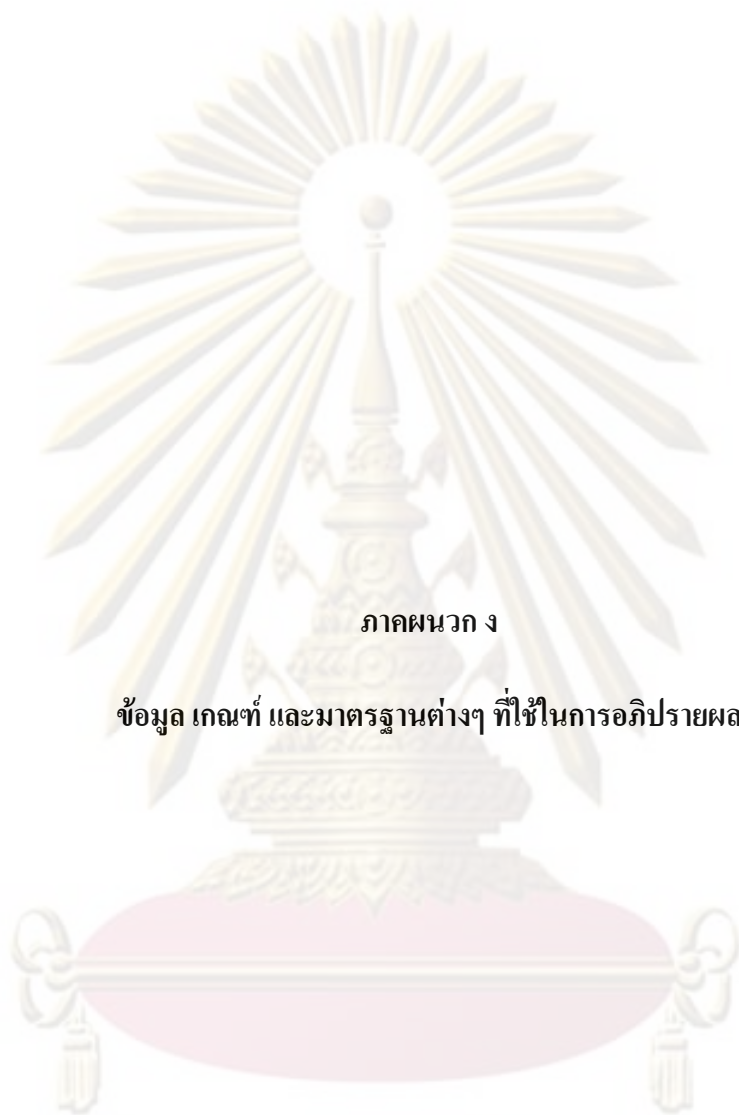 ภาคผนวก ง
ข้อมูล เกณฑ์ และมาตรฐานต่างๆ ที่ใช้ในการอภิปรายผล